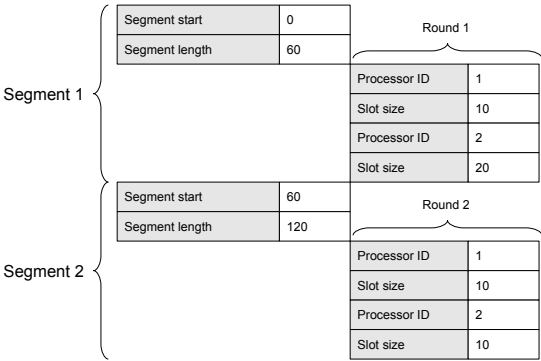 Segment 1
Segment start 0
Segment length 60
Round 1
Processor ID 1
Slot size 10
Processor ID 2
Slot size 20
Segment 2
Segment start 60
Segment length 120
Round 2
Processor ID 1
Slot size 10
Processor ID 2
Slot size 10